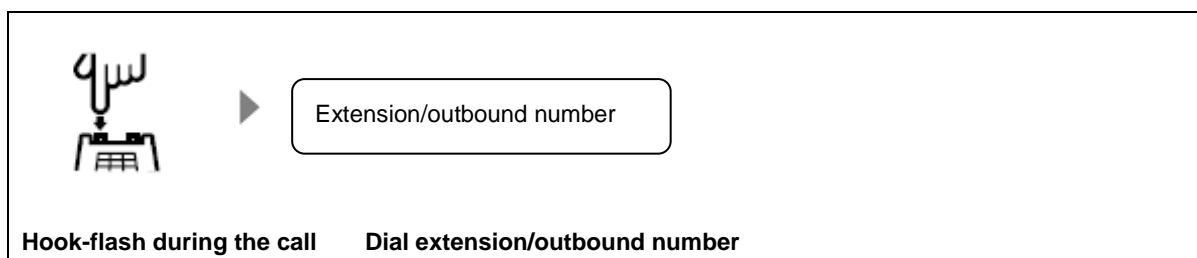 Extension/outbound number
Hook-flash during the call Dial extension/outbound number